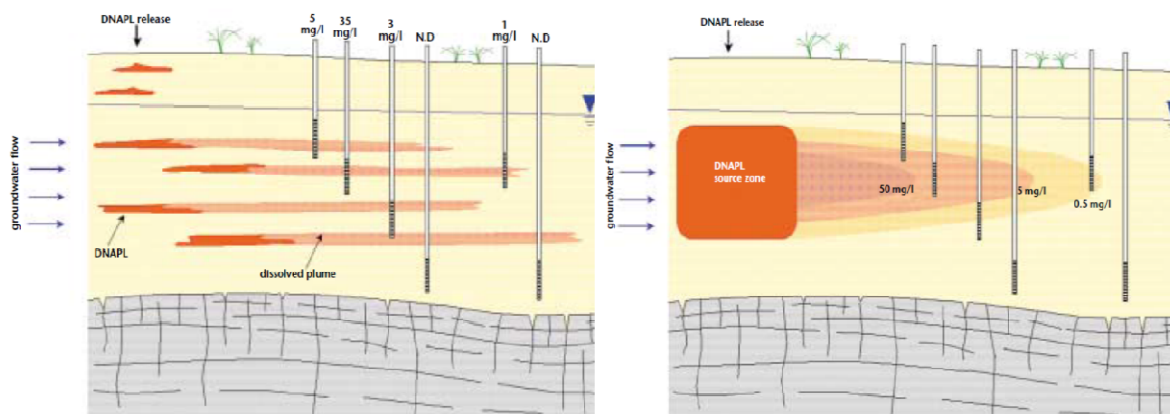 DNAPL release
5
mg/l
35
mg/l
3
mg/l
N.D
1
mg/l
N.D
groundwater flow
DNAPL
dissolved plume
DNAPL release
groundwater flow
DNAPL
source zone
50 mg/l
5 mg/l
0.5 mg/l